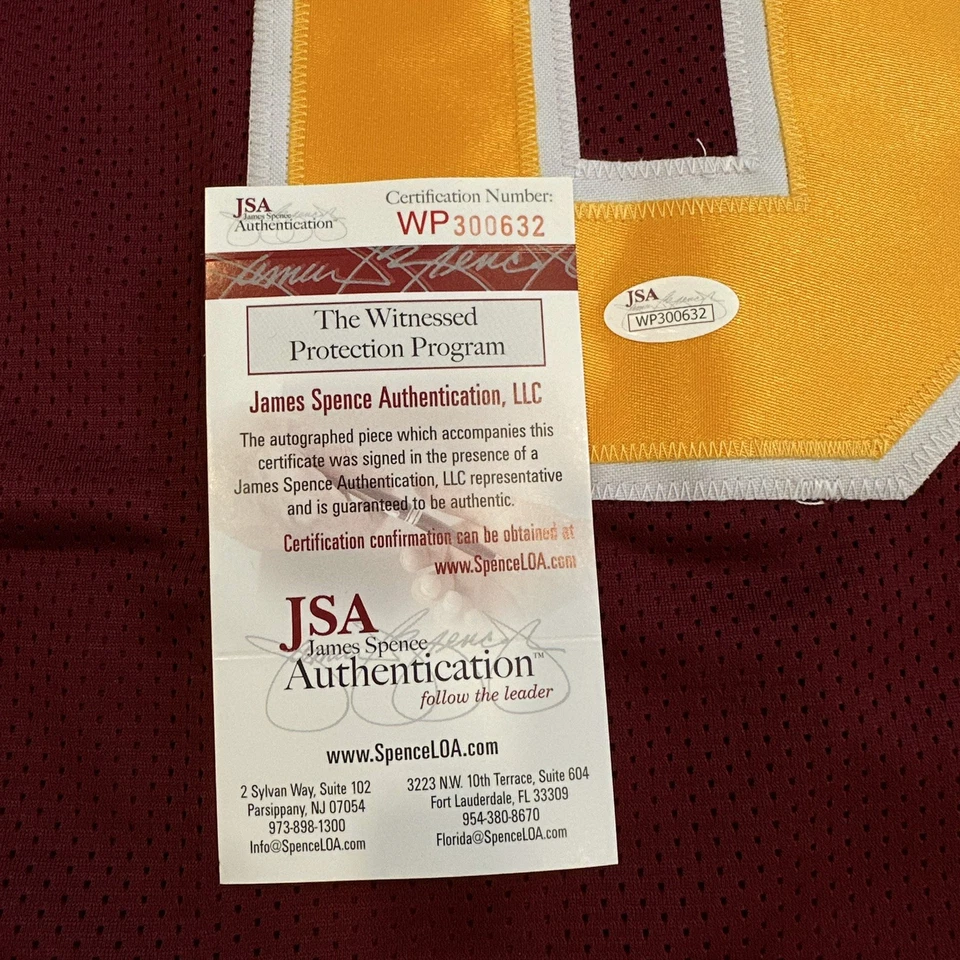 JSA
James Spence
Authentication
Certification Number:
WP300632
James Spence
The Witnessed
Protection Program
James Spence Authentication, LLC
The autographed piece which accompanies this
certificate was signed in the presence of a
James Spence Authentication, LLC representative
and is guaranteed to be authentic.
Certification confirmation can be obtained at
www.SpenceLOA.com
JSA
James Spence
Authentication™
follow the leader
www.SpenceLOA.com
2 Sylvan Way, Suite 102
Parsippany, NJ 07054
973-898-1300
Info@SpenceLOA.com
3223 N.W. 10th Terrace, Suite 604
Fort Lauderdale, FL 33309
954-380-8670
Florida@SpenceLOA.com
JSA
WP300632